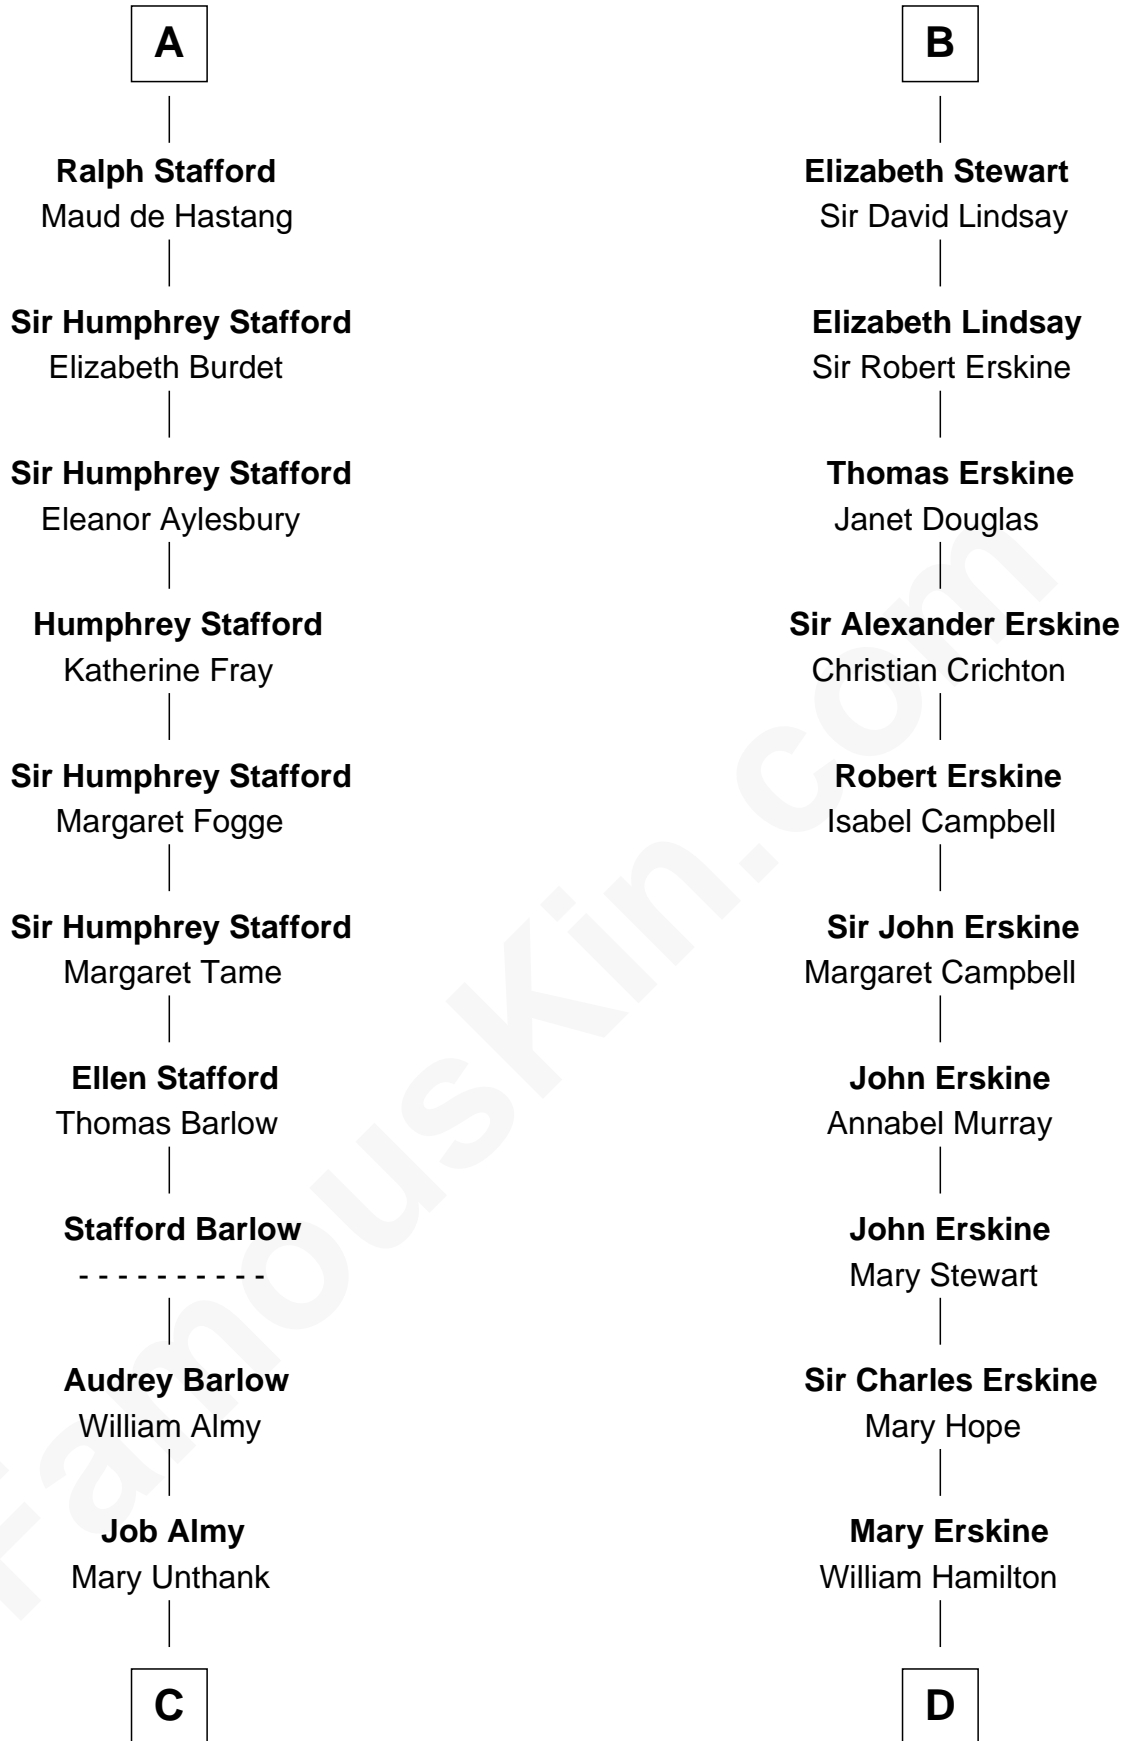 A
Ralph Stafford
Maud de Hastang
Sir Humphrey Stafford
Elizabeth Burdet
Sir Humphrey Stafford
Eleanor Aylesbury
Humphrey Stafford
Katherine Fray
Sir Humphrey Stafford
Margaret Fogge
Sir Humphrey Stafford
Margaret Tame
Ellen Stafford
Thomas Barlow
Stafford Barlow
- - - - - - - - - -
Audrey Barlow
William Almy
Job Almy
Mary Unthank
C
B
Elizabeth Stewart
Sir David Lindsay
Elizabeth Lindsay
Sir Robert Erskine
Thomas Erskine
Janet Douglas
Sir Alexander Erskine
Christian Crichton
Robert Erskine
Isabel Campbell
Sir John Erskine
Margaret Campbell
John Erskine
Annabel Murray
John Erskine
Mary Stewart
Sir Charles Erskine
Mary Hope
Mary Erskine
William Hamilton
D
FamousKin.com